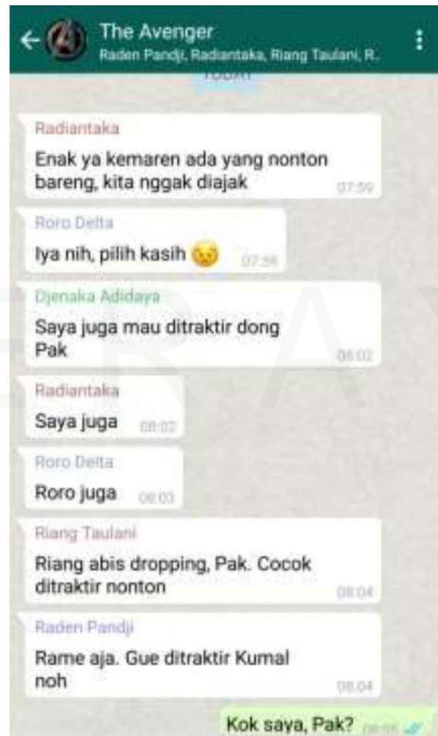 The Avenger
Raden Pandji, Radiantaka, Riang Taulani, R..
TODAY
Radiantaka
Enak ya kemaren ada yang nonton
bareng, kita nggak diajak
07:59
Roro Delta
Iya nih, pilih kasih 😟
07:59
Djenaka Adidaya
Saya juga mau ditraktir dong
Pak
08:02
Radiantaka
Saya juga
08:02
Roro Delta
Roro juga
08:03
Riang Taulani
Riang abis dropping, Pak. Cocok
ditraktir nonton
08:04
Raden Pandji
Rame aja. Gue ditraktir Kumal
noh
08:04
Kok saya, Pak?